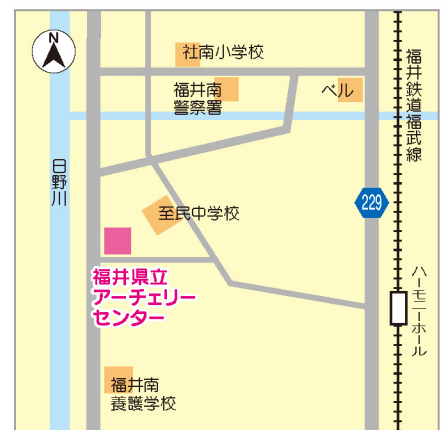 N
社南小学校
福井南
警察署
ベル
福井鉄道福武線
日野川
至民中学校
229
福井県立
アーチェリー
センター
ハーモニーホール
福井南
養護学校